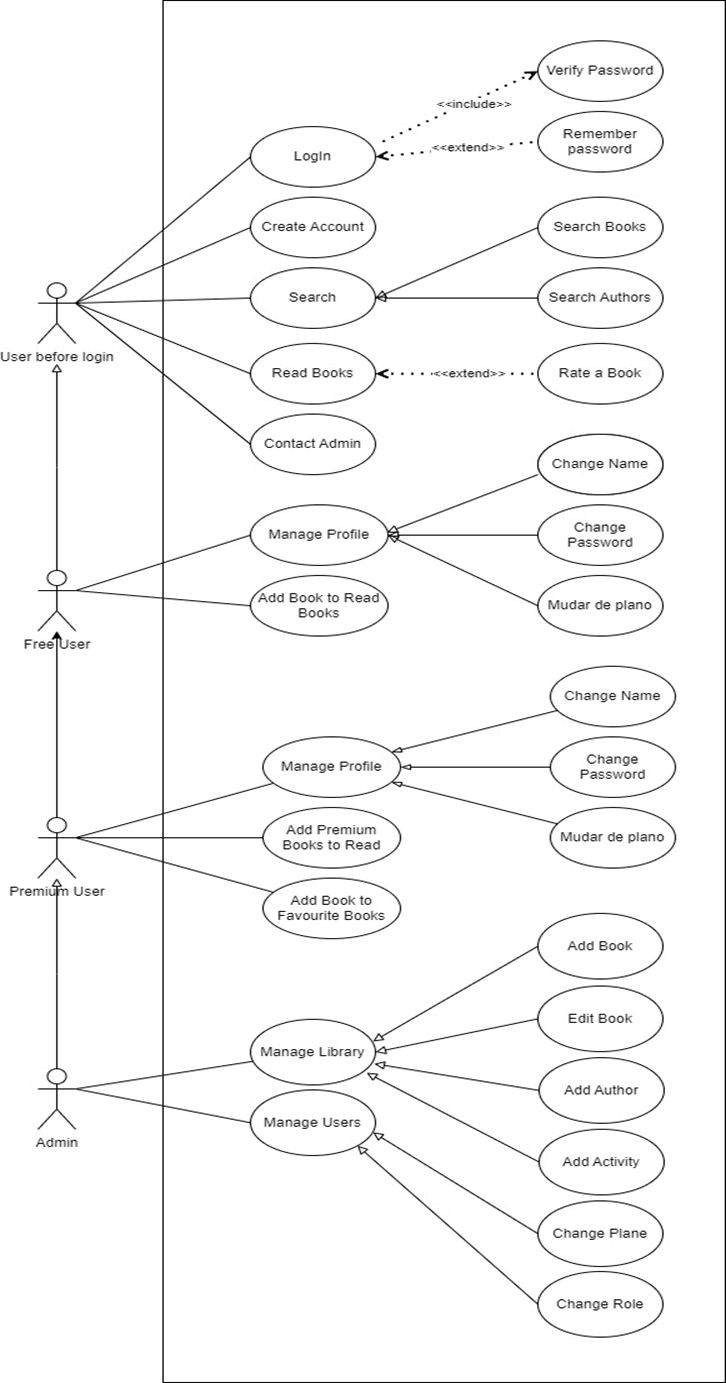 Verify Password
<<include>>
Remember
password
<<extend>>
LogIn
Create Account
Search Books
Search
Search Authors
User before login
Read Books
<<extend>>
Rate a Book
Contact Admin
Change Name
Manage Profile
Change
Password
Add Book to Read
Books
Mudar de plano
Free User
Change Name
Manage Profile
Change
Password
Add Premium
Books to Read
Mudar de plano
Premium User
Add Book to
Favourite Books
Add Book
Edit Book
Manage Library
Add Author
Manage Users
Admin
Add Activity
Change Plane
Change Role